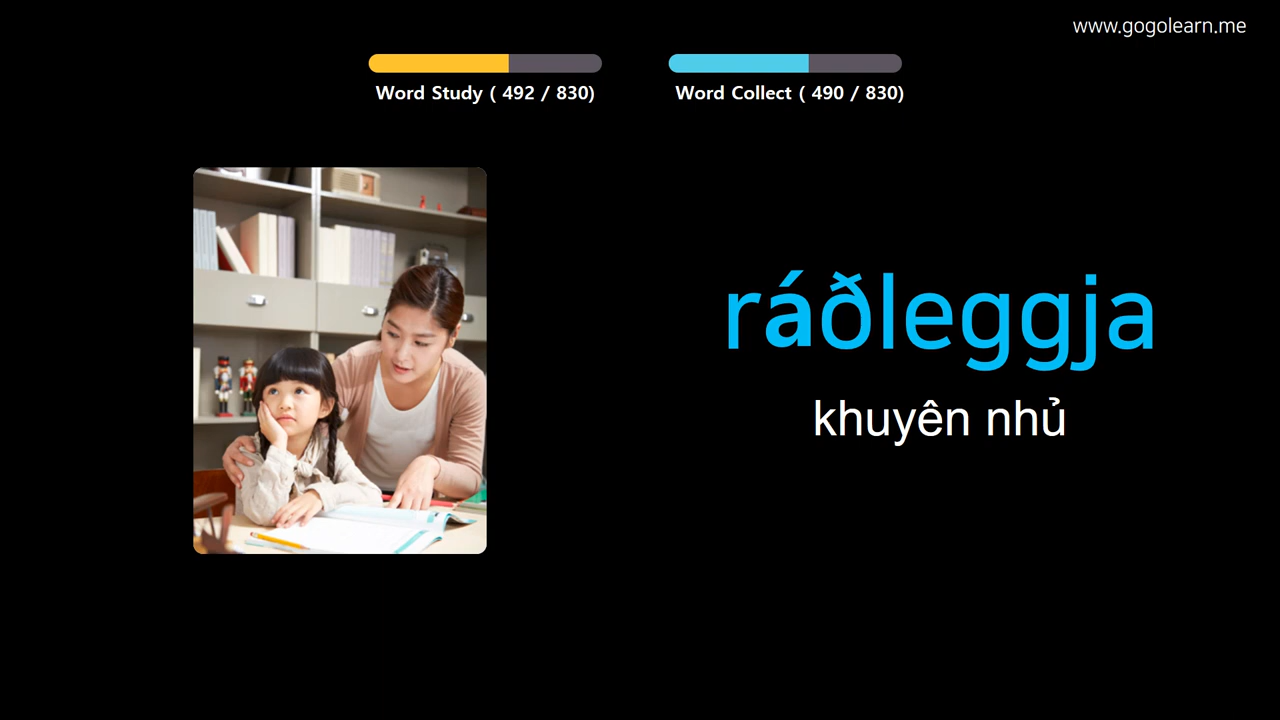 www.gogolearn.me
Word Study ( 492 / 830)
Word Collect ( 490 / 830)
ráðleggja
khuyên nhủ